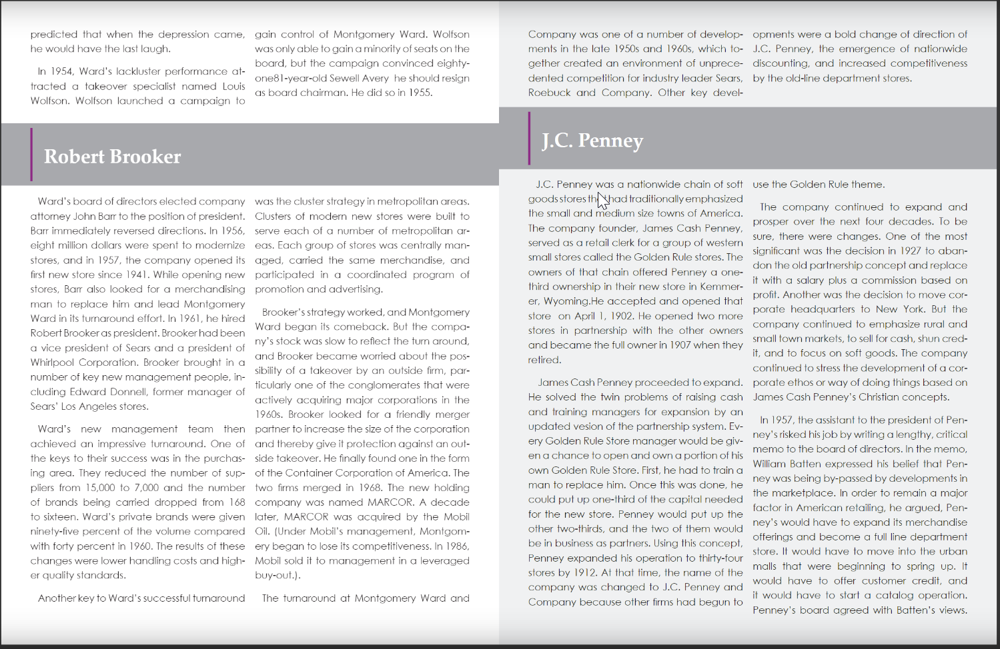 predicted that when the depression came,
he would have the last laugh.
In 1954, Ward's lackluster performance at-
tracted a takeover specialist named Louis
Wolfson. Wolfson launched a campaign to
gain control of Montgomery Ward. Wolfson
was only able to gain a minority of seats on the
board, but the campaign convinced eighty-
one81-year-old Sewell Avery he should resign
as board chairman. He did so in 1955.
Robert Brooker
Ward's board of directors elected company
attorney John Barr to the position of president.
Barr immediately reversed directions. In 1956,
eight million dollars were spent to modernize
stores, and in 1957, the company opened its
first new store since 1941. While opening new
stores, Barr also looked for a merchandising
man to replace him and lead Montgomery
Ward in its turnaround effort. In 1961, he hired
Robert Brooker as president. Brooker had been
a vice president of Sears and a president of
Whirlpool Corporation. Brooker brought in a
number of key new management people, in-
cluding Edward Donnell, former manager of
Sears' Los Angeles stores.
Ward's new management team then
achieved an impressive turnaround. One of
the keys to their success was in the purchas-
ing area. They reduced the number of sup-
pliers from 15,000 to 7,000 and the number
of brands being carried dropped from 168
to sixteen. Ward's private brands were given
ninety-five percent of the volume compared
with forty percent in 1960. The results of these
changes were lower handling costs and high-
er quality standards.
Another key to Ward's successful turnaround
was the cluster strategy in metropolitan areas.
Clusters of modern new stores were built to
serve each of a number of metropolitan ar-
eas. Each group of stores was centrally man-
aged, carried the same merchandise, and
participated in a coordinated program of
promotion and advertising.
Brooker's strategy worked, and Montgomery
Ward began its comeback. But the compa-
ny's stock was slow to reflect the turn around,
and Brooker became worried about the pos-
sibility of a takeover by an outside firm, par-
ticularly one of the conglomerates that were
actively acquiring major corporations in the
1960s. Brooker looked for a friendly merger
partner to increase the size of the corporation
and thereby give it protection against an out-
side takeover. He finally found one in the form
of the Container Corporation of America. The
two firms merged in 1968. The new holding
company was named MARCOR. A decade
later, MARCOR was acquired by the Mobil
Oil. (Under Mobil's management, Montgom-
ery began to lose its competitiveness. In 1986,
Mobil sold it to management in a leveraged
buy-out.).
The turnaround at Montgomery Ward and
Company was one of a number of develop-
ments in the late 1950s and 1960s, which to-
gether created an environment of unprece-
dented competition for industry leader Sears,
Roebuck and Company. Other key devel-
opments were a bold change of direction of
J.C. Penney, the emergence of nationwide
discounting, and increased competitiveness
by the old-line department stores.
J.C. Penney
J.C. Penney was a nationwide chain of soft
goods stores that had traditionally emphasized
the small and medium size towns of America.
The company founder, James Cash Penney,
served as a retail clerk for a group of western
small stores called the Golden Rule stores. The
owners of that chain offered Penney a one-
third ownership in their new store in Kemmer-
er, Wyoming.He accepted and opened that
store on April 1, 1902. He opened two more
stores in partnership with the other owners
and became the full owner in 1907 when they
retired.
James Cash Penney proceeded to expand.
He solved the twin problems of raising cash
and training managers for expansion by an
updated vesion of the partnership system. Ev-
ery Golden Rule Store manager would be giv-
en a chance to open and own a portion of his
own Golden Rule Store. First, he had to train a
man to replace him. Once this was done, he
could put up one-third of the capital needed
for the new store. Penney would put up the
other two-thirds, and the two of them would
be in business as partners. Using this concept,
Penney expanded his operation to thirty-four
stores by 1912. At that time, the name of the
company was changed to J.C. Penney and
Company because other firms had begun to
use the Golden Rule theme.
The company continued to expand and
prosper over the next four decades. To be
sure, there were changes. One of the most
significant was the decision in 1927 to aban-
don the old partnership concept and replace
it with a salary plus a commission based on
profit. Another was the decision to move cor-
porate headquarters to New York. But the
company continued to emphasize rural and
small town markets, to sell for cash, shun cred-
it, and to focus on soft goods. The company
continued to stress the development of a cor-
porate ethos or way of doing things based on
James Cash Penney's Christian concepts.
In 1957, the assistant to the president of Pen-
ney's risked his job by writing a lengthy, critical
memo to the board of directors. In the memo,
William Batten expressed his belief that Pen-
ney was being by-passed by developments in
the marketplace. In order to remain a major
factor in American retailing, he argued, Pen-
ney's would have to expand its merchandise
offerings and become a full line department
store. It would have to move into the urban
malls that were beginning to spring up. It
would have to offer customer credit, and
it would have to start a catalog operation.
Penney's board agreed with Batten's views.